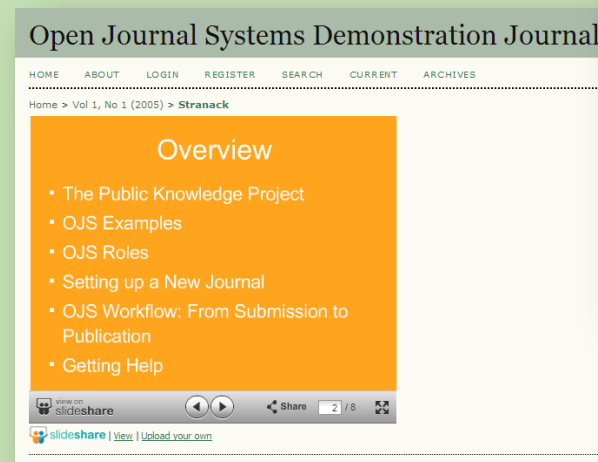 Open Journal Systems Demonstration Journal
HOME ABOUT LOGIN REGISTER SEARCH CURRENT ARCHIVES
Home > Vol 1, No 1 (2005) > Stranack
Overview
▪ The Public Knowledge Project
▪ OJS Examples
▪ OJS Roles
▪ Setting up a New Journal
▪ OJS Workflow: From Submission to
Publication
▪ Getting Help
view on
slideshare
Share 2 / 8
slideshare | View | Upload your own